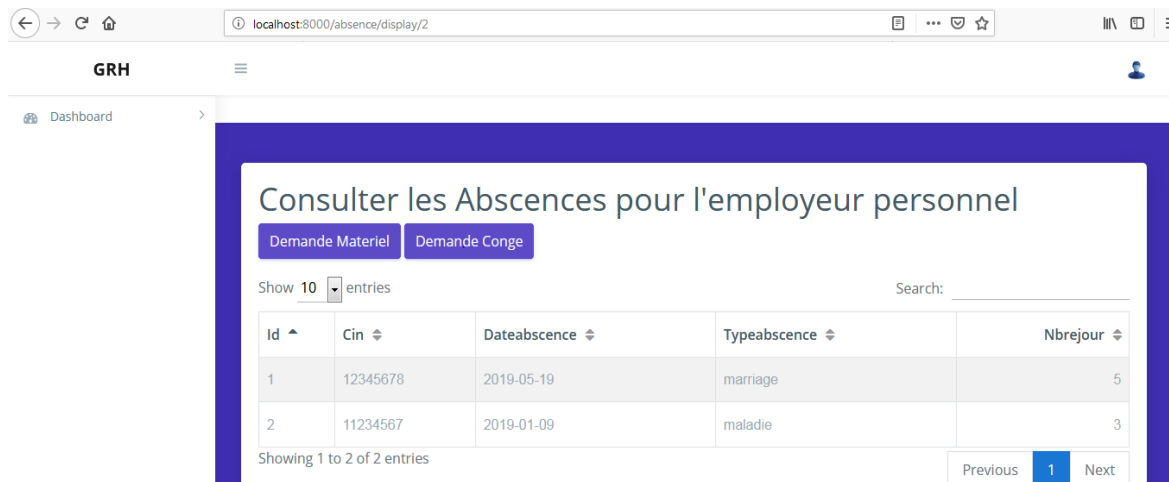 localhost:8000/absence/display/2
GRH
Dashboard
Consulter les Abscences pour l'employeur personnel
Demande Materiel Demande Conge
Show 10 entries Search:
Id Cin Dateabscence Typeabscence Nbrejour
1 12345678 2019-05-19 marriage 5
2 11234567 2019-01-09 maladie 3
Showing 1 to 2 of 2 entries
Previous 1 Next